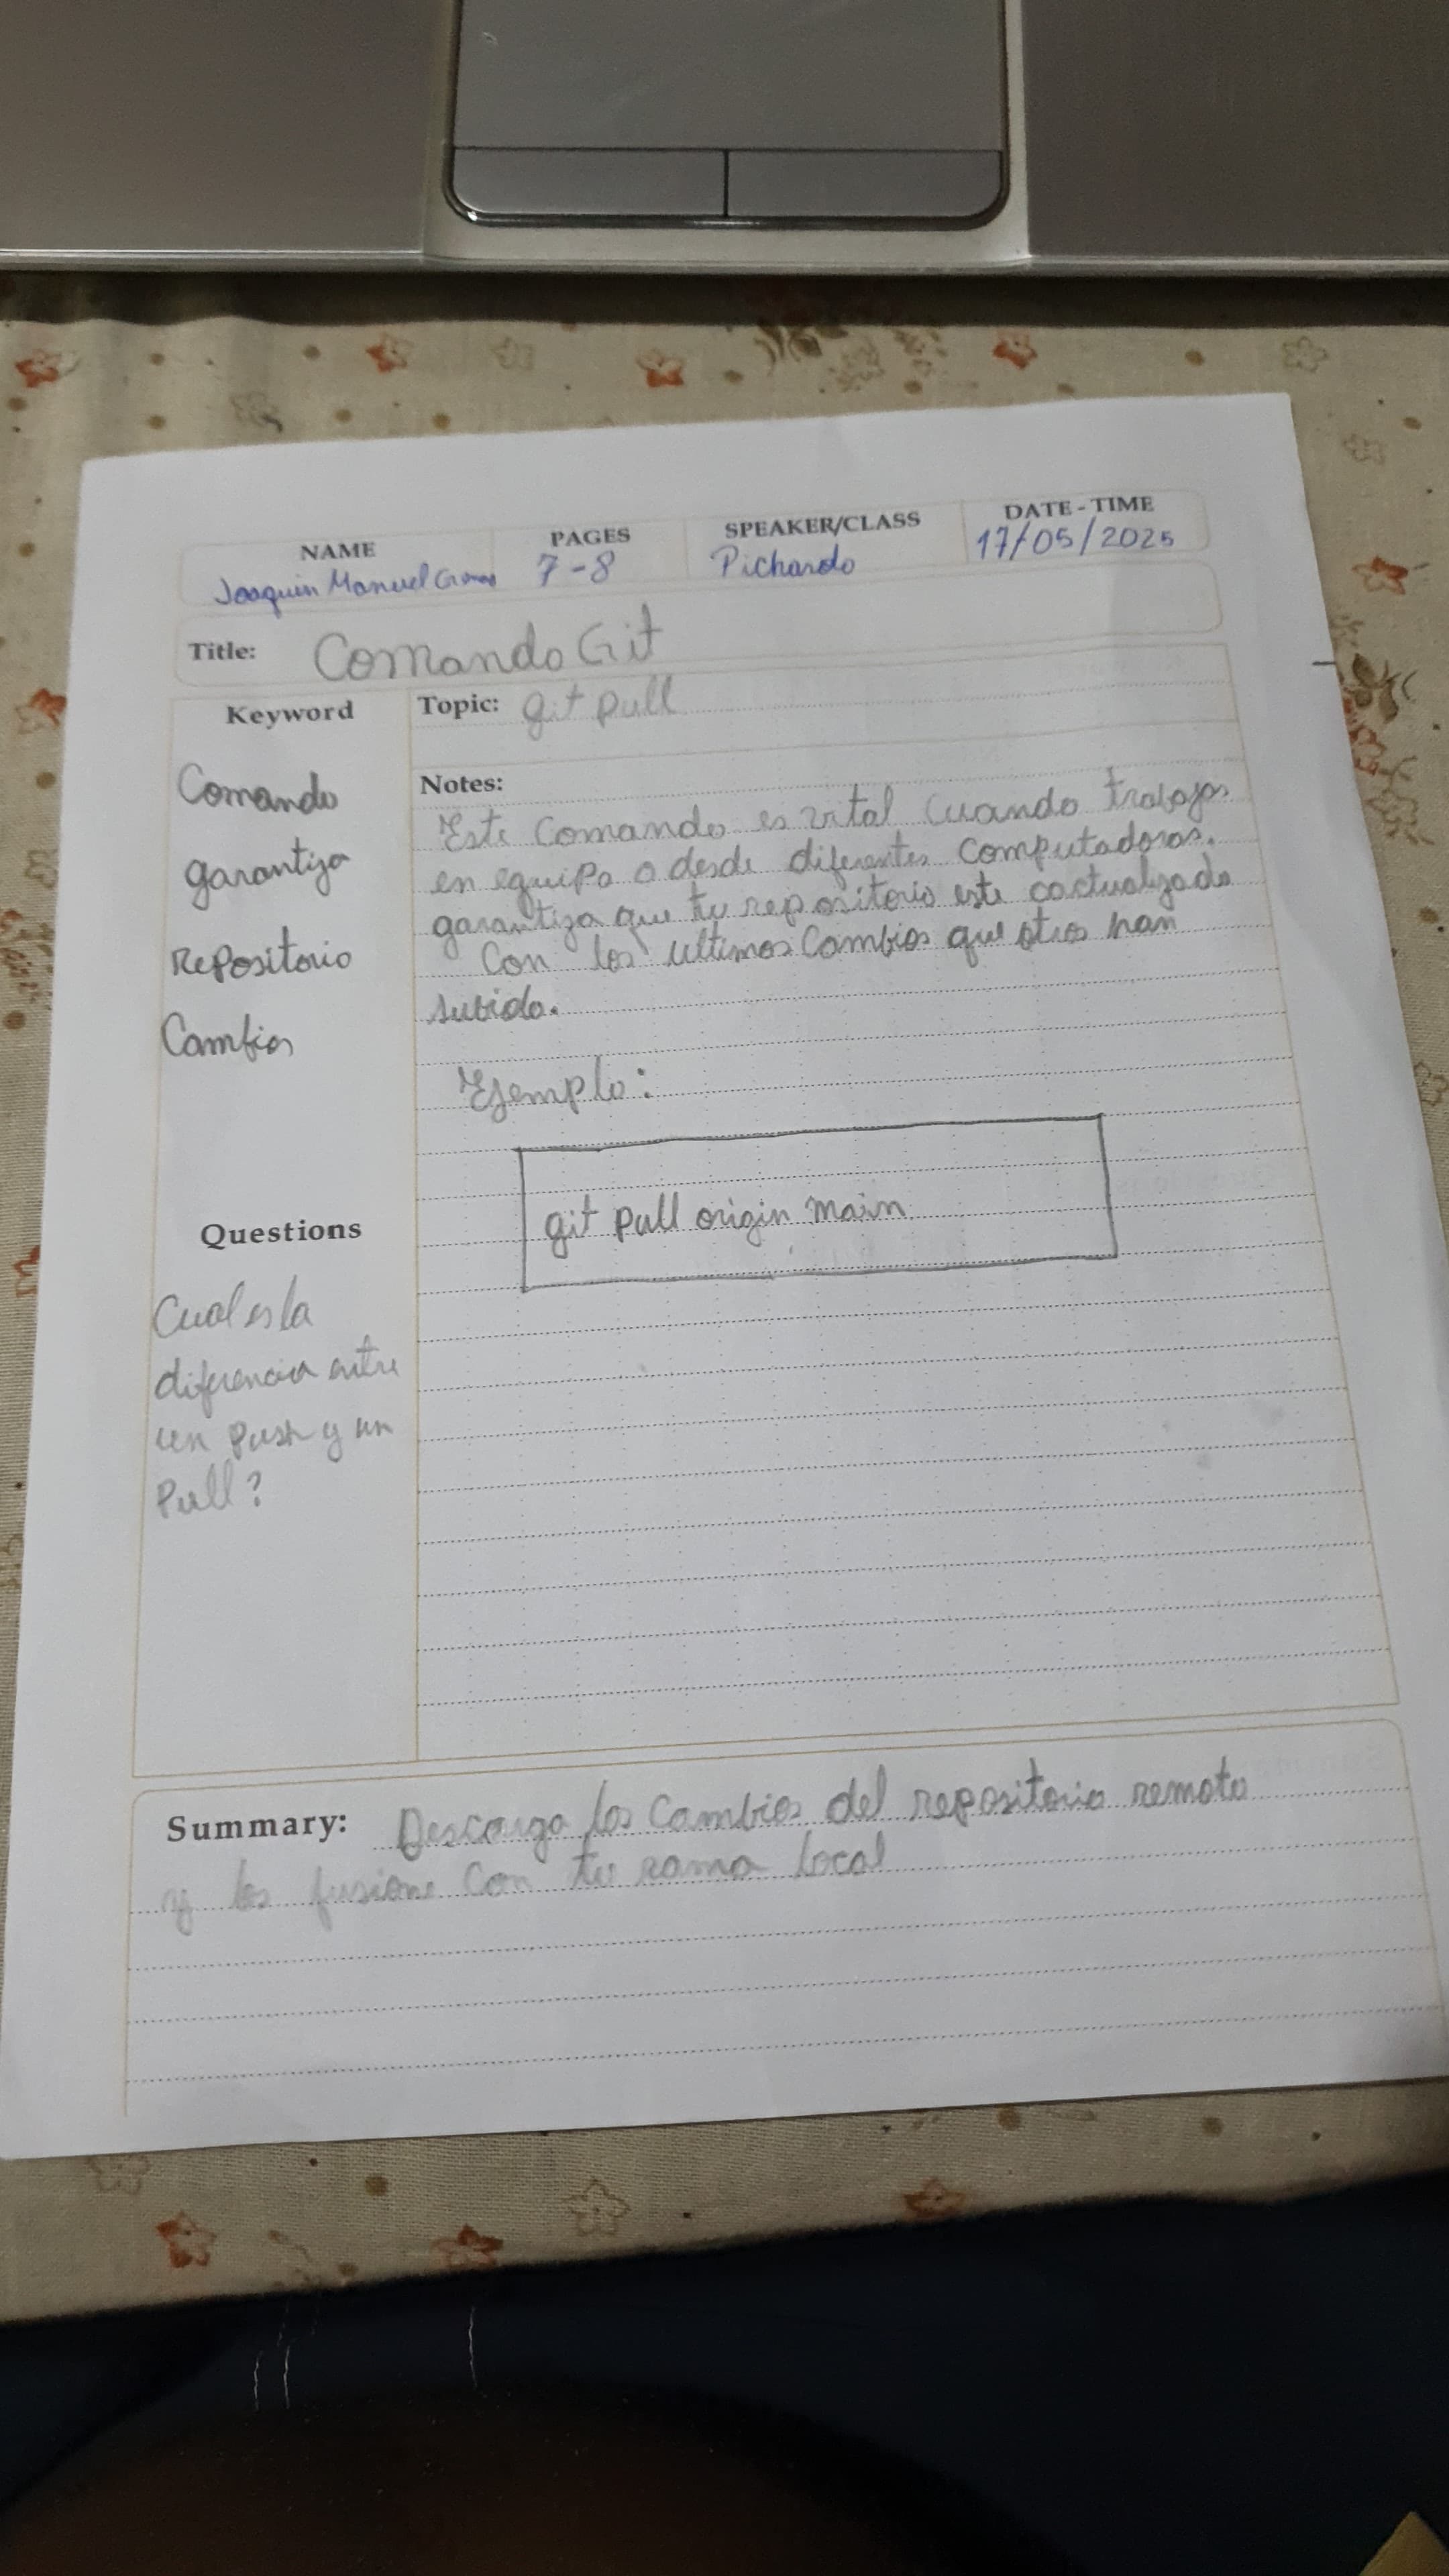 NAME PAGES SPEAKER/CLASS DATE-TIME
Joaquin Manuel 7-8 Pichardo 17/05/2025
Title: Comando Git
Keyword
Comando
garantiza
Repositorio
Cambios
Questions
Cual es la
diferencia entre
un push y un
Pull?
Topic: git pull
Notes:
Este Comando es vital cuando trabajas
en equipo o desde diferentes computadoras.
garantiza que tu repositorio este cactualizado
Con los ultimos Cambios que otros han
subido.
Ejemplo:
git pull origin main
Summary: Descarga los Cambios del repositorio remoto
y los fusione con tu rama local